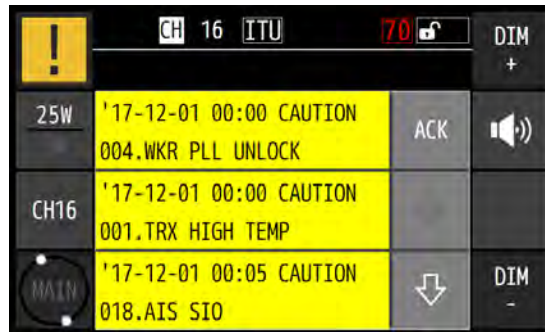 ! CH 16 ITU 70 DIM
+
25W '17-12-01 00:00 CAUTION ACK
004.WKR PLL UNLOCK
CH16 '17-12-01 00:00 CAUTION
001.TRX HIGH TEMP
MAIN '17-12-01 00:05 CAUTION DIM
018.AIS SIO -